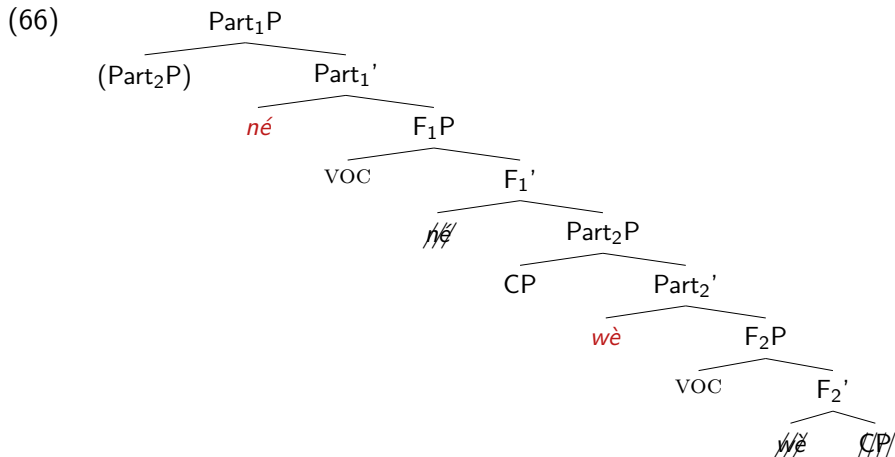 (66) Part₁P
(Part₂P) Part₁’
né F₁P
VOC F₁’
né Part₂P
CP Part₂’
wè F₂P
VOC F₂’
wè CP